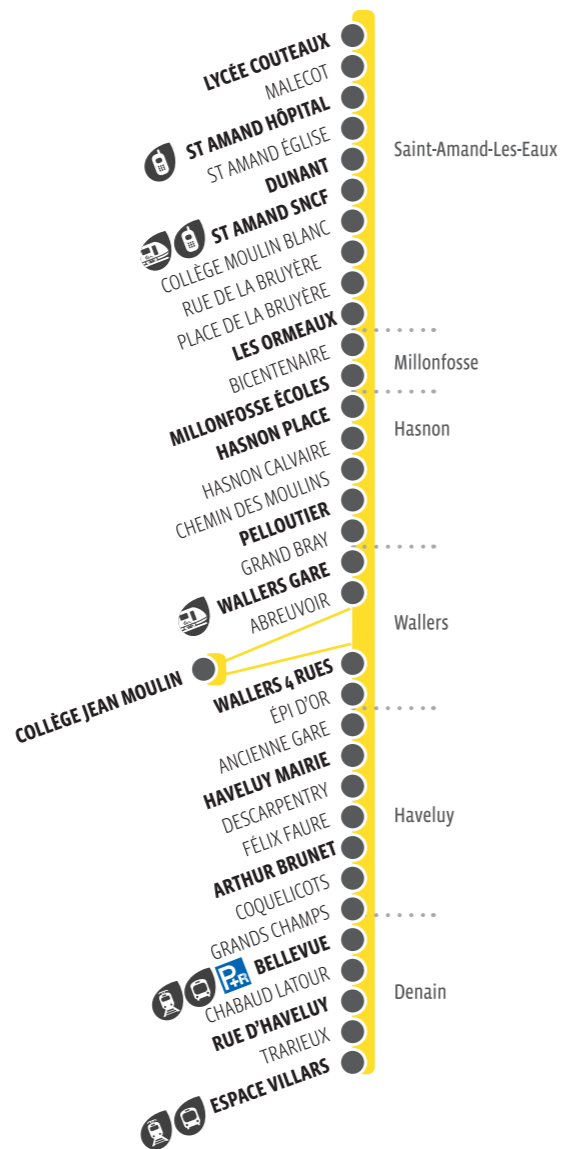 LYCÉE COUTEAUX
MALECOT
ST AMAND HÔPITAL
ST AMAND ÉGLISE
Saint-Amand-Les-Eaux
DUNANT
ST AMAND SNCF
COLLÈGE MOULIN BLANC
RUE DE LA BRUYÈRE
PLACE DE LA BRUYÈRE
LES ORMEAUX
BICENTENAIRE
Millonfosse
MILLONFOSSE ÉCOLES
HASNON PLACE
Hasnon
HASNON CALVAIRE
CHEMIN DES MOULINS
PELLOUTIER
GRAND BRAY
WALLERS GARE
ABREUVOIR
Wallers
COLLÈGE JEAN MOULIN
WALLERS 4 RUES
ÉPI D'OR
ANCIENNE GARE
HAVELUY MAIRIE
DESCARPENTRY
Haveluy
FÉLIX FAURE
ARTHUR BRUNET
COQUELICOTS
GRANDS CHAMPS
P+R BELLEVUE
CHABAUD LATOUR
Denain
RUE D'HAVELUY
TRARIEUX
ESPACE VILLARS